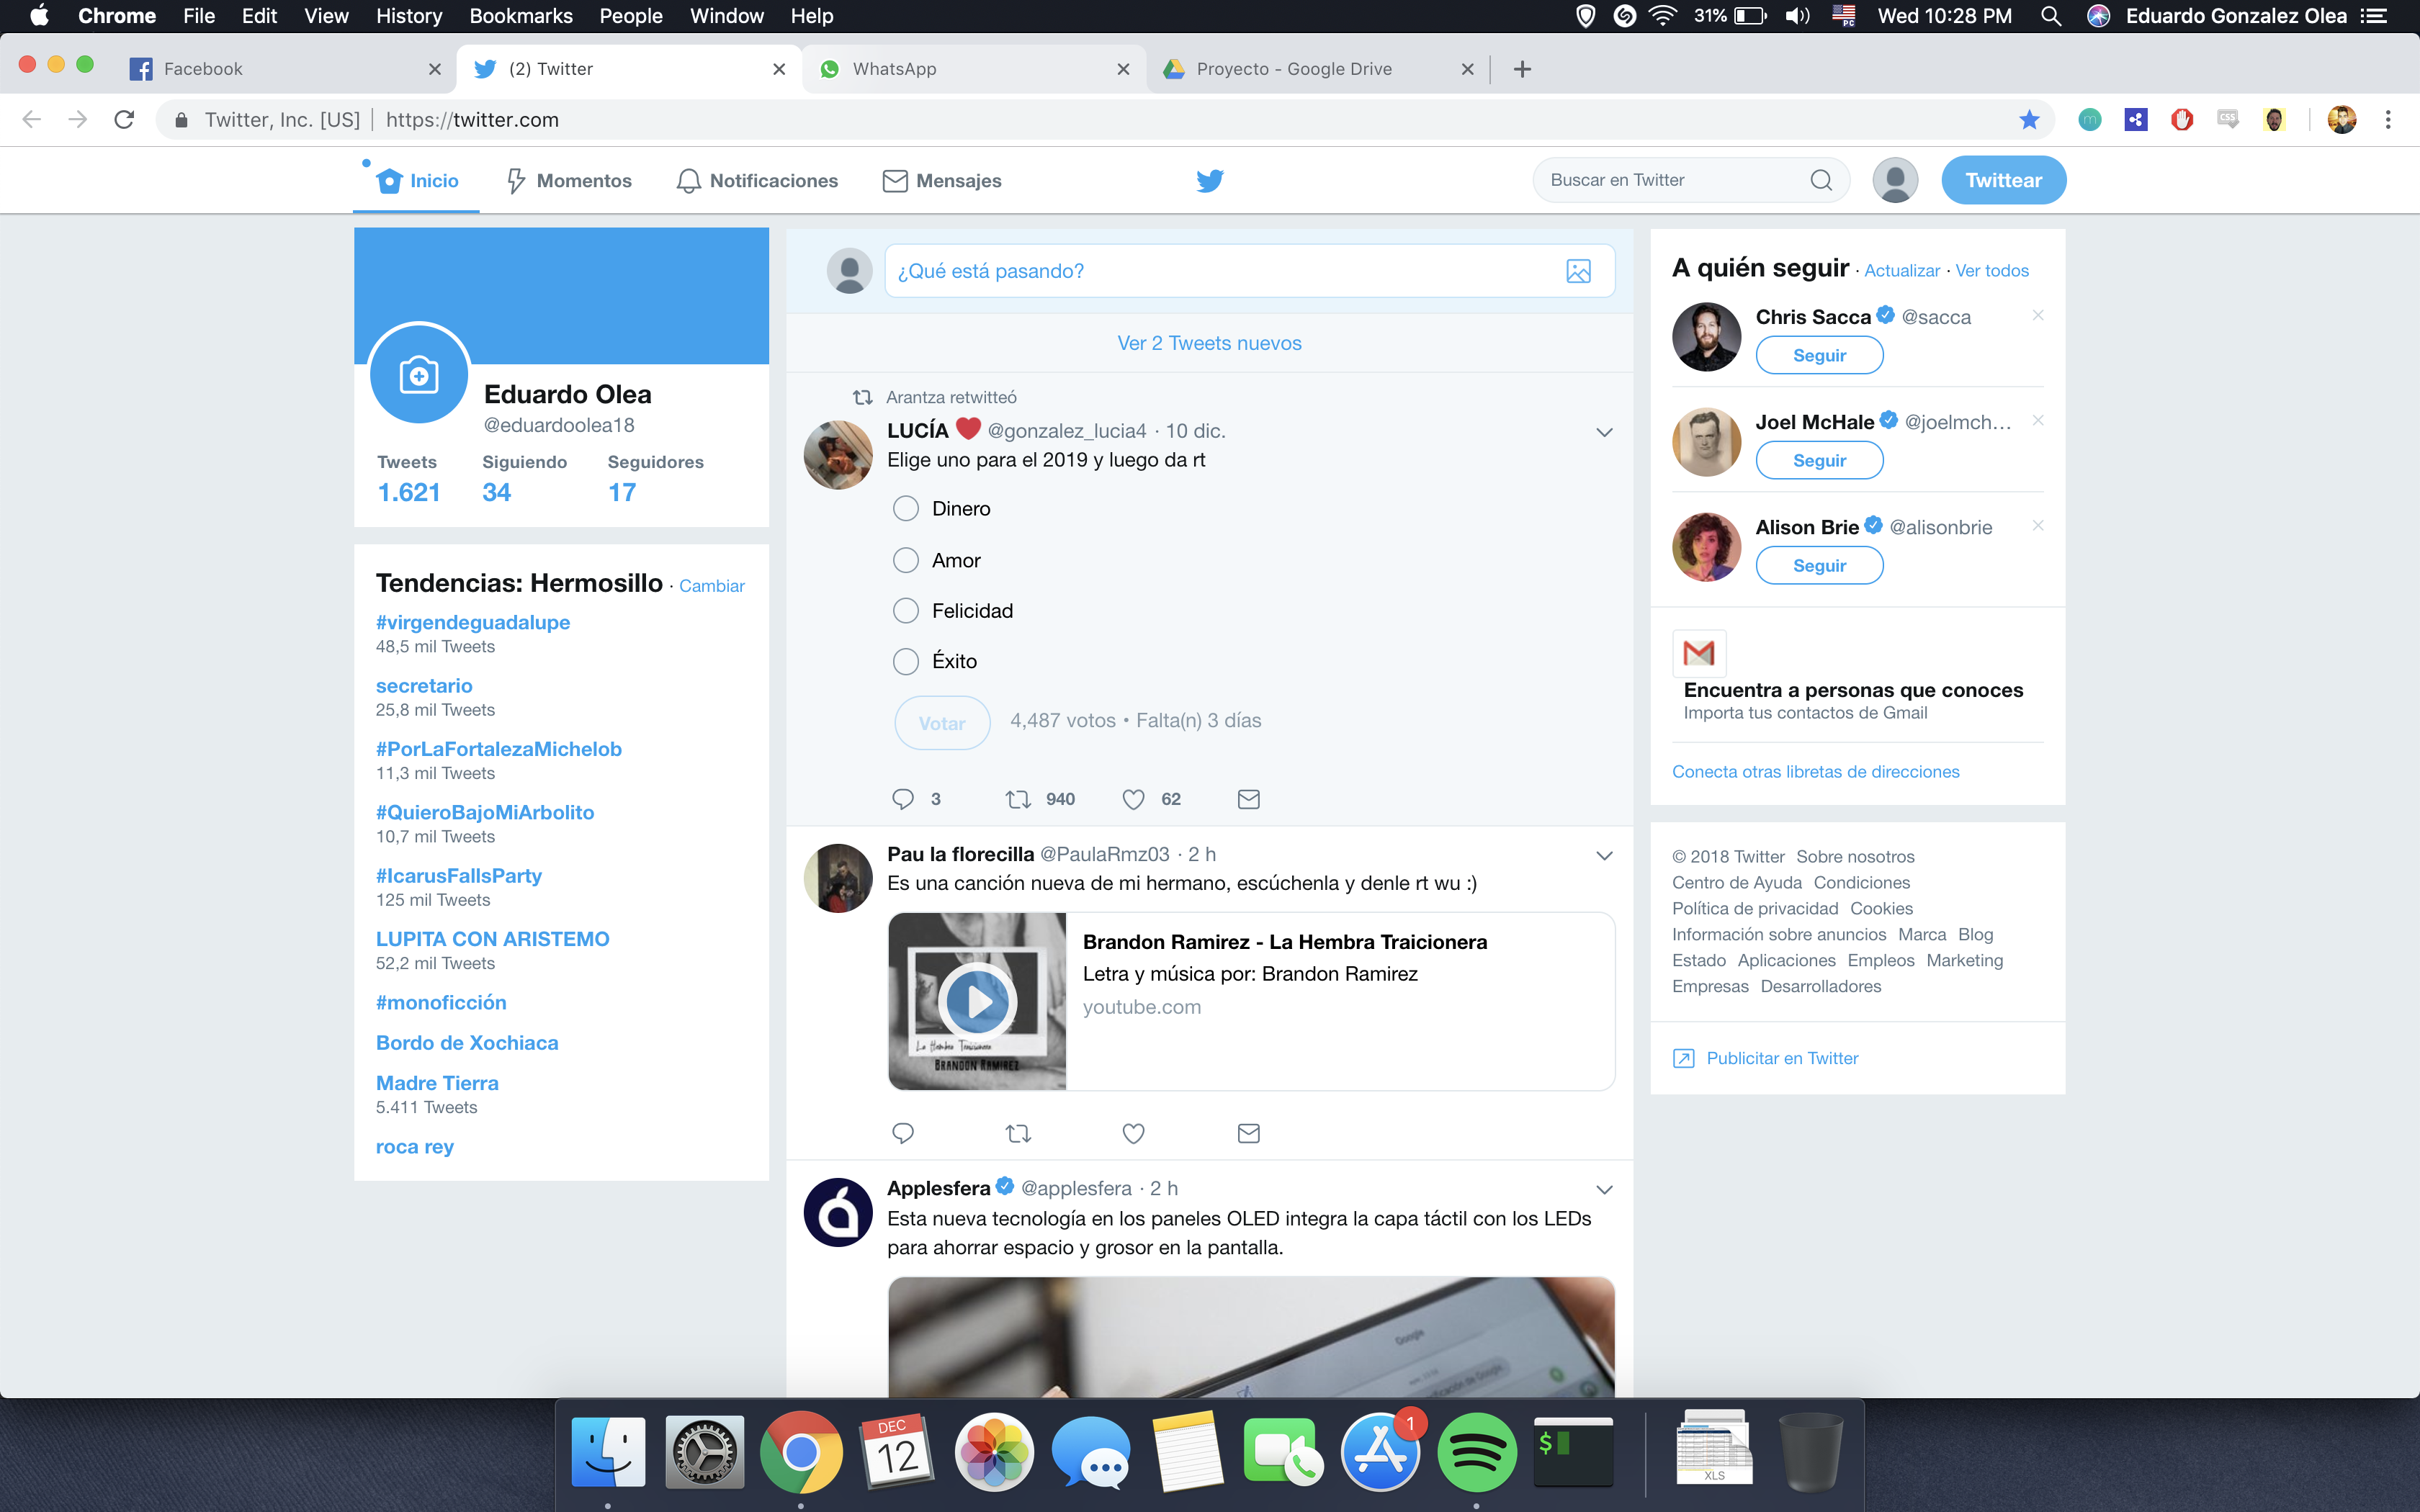 Chrome File Edit View History Bookmarks People Window Help 31% PC Wed 10:28 PM Eduardo Gonzalez Olea
Facebook (2) Twitter WhatsApp Proyecto - Google Drive
Twitter, Inc. [US] https://twitter.com
Inicio Momentos Notificaciones Mensajes Buscar en Twitter Twittear
Eduardo Olea
@eduardoolea18
Tweets Siguiendo Seguidores
1.621 34 17
Tendencias: Hermosillo · Cambiar
#virgendeguadalupe
48,5 mil Tweets
secretario
25,8 mil Tweets
#PorLaFortalezaMichelob
11,3 mil Tweets
#QuieroBajoMiArbolito
10,7 mil Tweets
#IcarusFallsParty
125 mil Tweets
LUPITA CON ARISTEMO
52,2 mil Tweets
#monoficción
Bordo de Xochiaca
Madre Tierra
5.411 Tweets
roca rey
¿Qué está pasando?
Ver 2 Tweets nuevos
Arantza retwitteó
LUCÍA ❤ @gonzalez_lucia4 · 10 dic.
Elige uno para el 2019 y luego da rt
Dinero
Amor
Felicidad
Éxito
Votar 4,487 votos • Falta(n) 3 días
3 940 62
Pau la florecilla @PaulaRmz03 · 2 h
Es una canción nueva de mi hermano, escúchenla y denle rt wu :)
La Hembra Traicionera
BRANDON RAMIREZ
Brandon Ramirez - La Hembra Traicionera
Letra y música por: Brandon Ramirez
youtube.com
Applesfera @applesfera · 2 h
Esta nueva tecnología en los paneles OLED integra la capa táctil con los LEDs
para ahorrar espacio y grosor en la pantalla.
Google
A quién seguir · Actualizar · Ver todos
Chris Sacca @sacca
Seguir
Joel McHale @joelmch...
Seguir
Alison Brie @alisonbrie
Seguir
Encuentra a personas que conoces
Importa tus contactos de Gmail
Conecta otras libretas de direcciones
© 2018 Twitter Sobre nosotros
Centro de Ayuda Condiciones
Política de privacidad Cookies
Información sobre anuncios Marca Blog
Estado Aplicaciones Empleos Marketing
Empresas Desarrolladores
Publicitar en Twitter
DEC
12
1
$
XLS